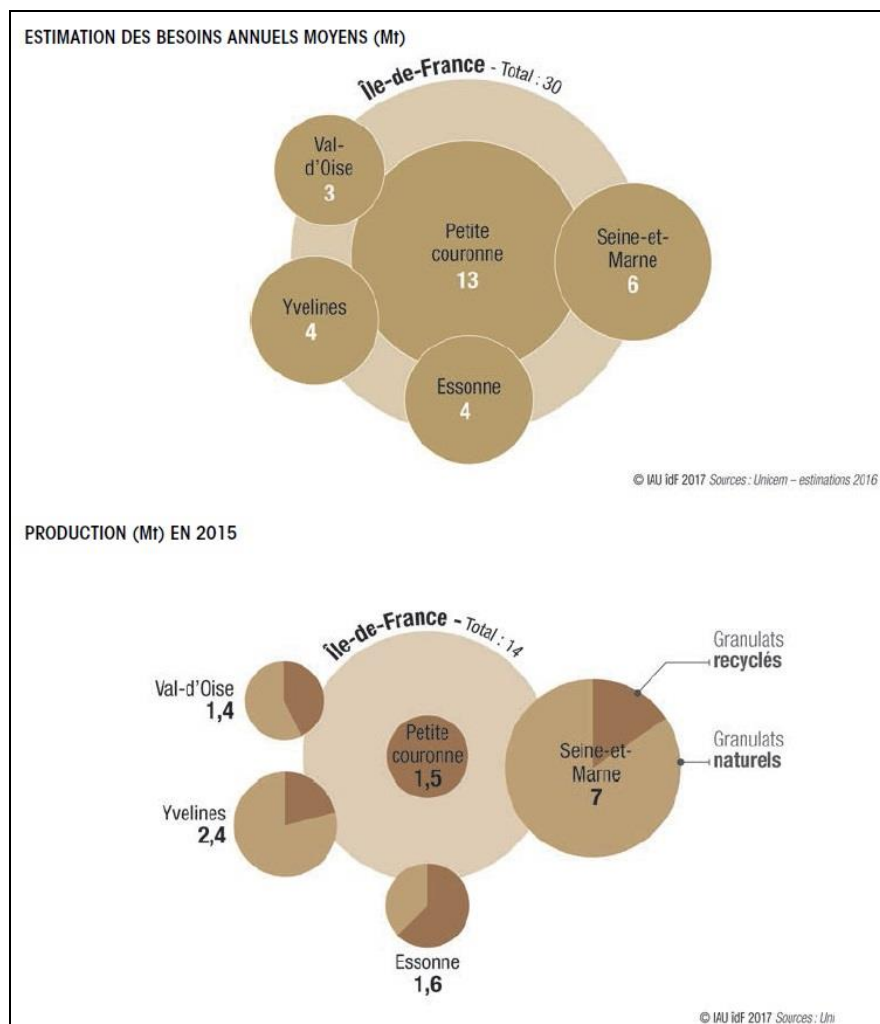 ESTIMATION DES BESOINS ANNUELS MOYENS (Mt)
Île-de-France - Total : 30
Val-
d'Oise
3
Petite
couronne
13
Seine-et-
Marne
6
Yvelines
4
Essonne
4
© IAU îdF 2017 Sources : Unicem – estimations 2016
PRODUCTION (Mt) EN 2015
Île-de-France - Total : 14
Granulats
recyclés
Val-d'Oise
1,4
Petite
couronne
1,5
Seine-et-
Marne
7
Granulats
naturels
Yvelines
2,4
Essonne
1,6
© IAU îdF 2017 Sources : Uni